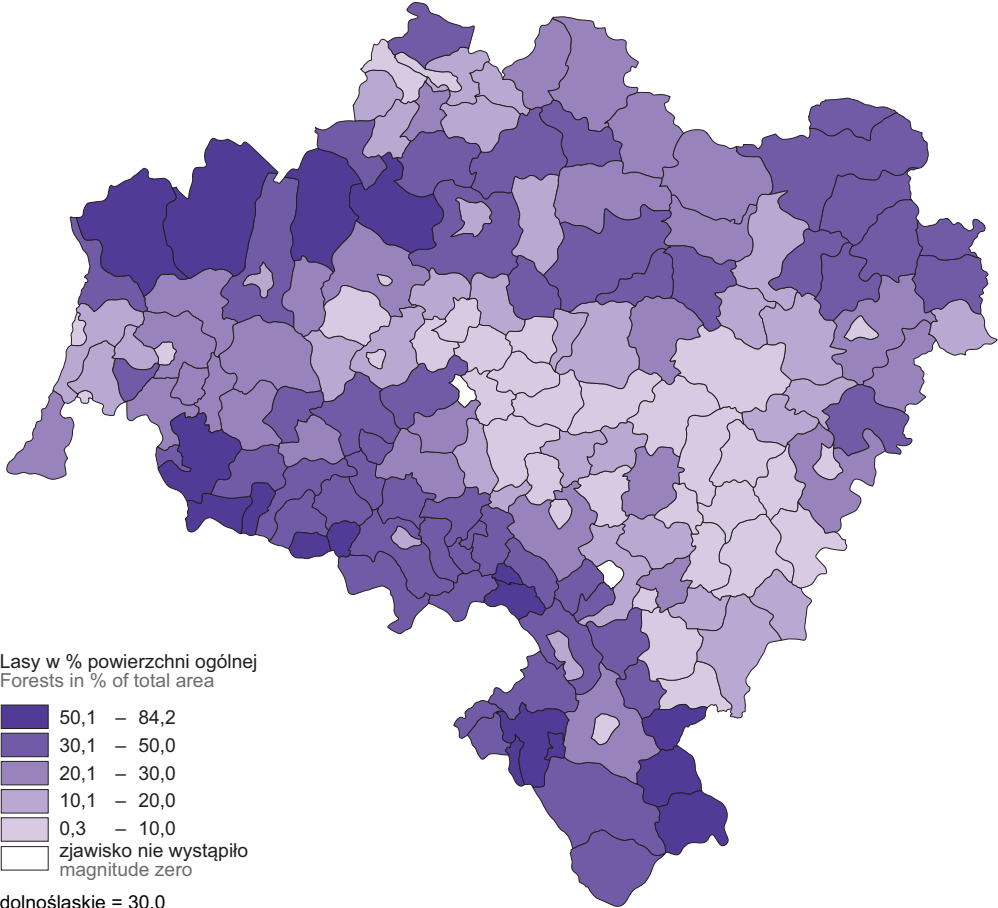 Lasy w % powierzchni ogólnej
Forests in % of total area
50,1 – 84,2
30,1 – 50,0
20,1 – 30,0
10,1 – 20,0
0,3 – 10,0
zjawisko nie wystąpiło
magnitude zero
dolnośląskie = 30,0